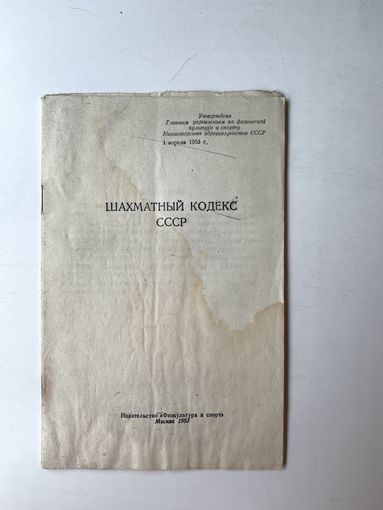 Утверждено
Главным управлением по физической
культуре и спорту
Министерства здравоохранения СССР
1 апреля 1953 г.
ШАХМАТНЫЙ КОДЕКС
СССР
Издательство «Физкультура и спорт»
Москва 1953